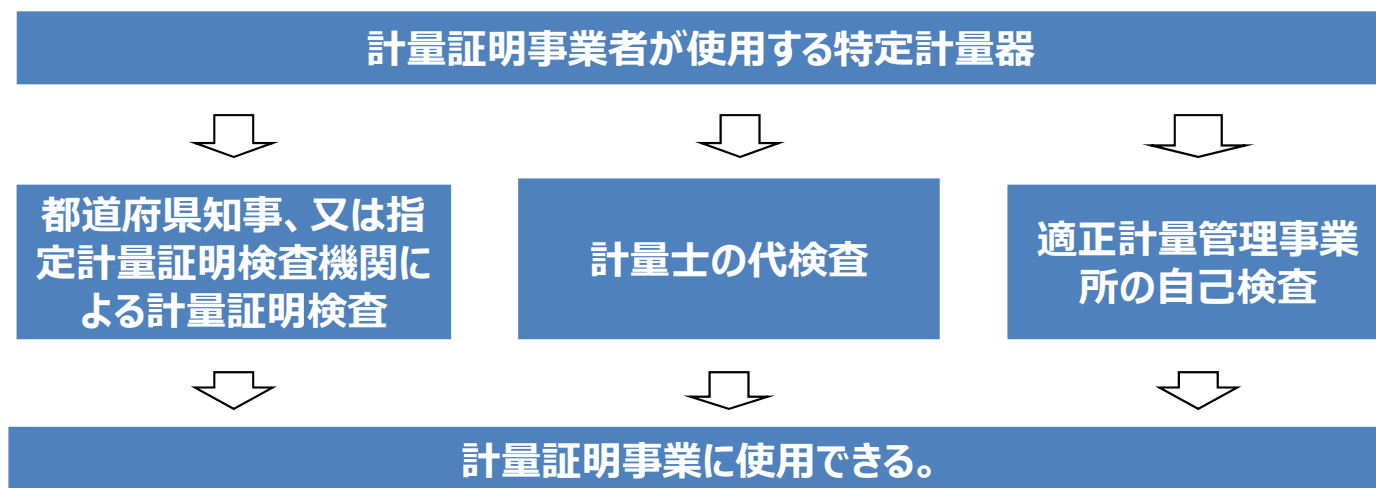 計量証明事業者が使用する特定計量器
都道府県知事、又は指
定計量証明検査機関に
よる計量証明検査
計量士の代検査
適正計量管理事業
所の自己検査
計量証明事業に使用できる。